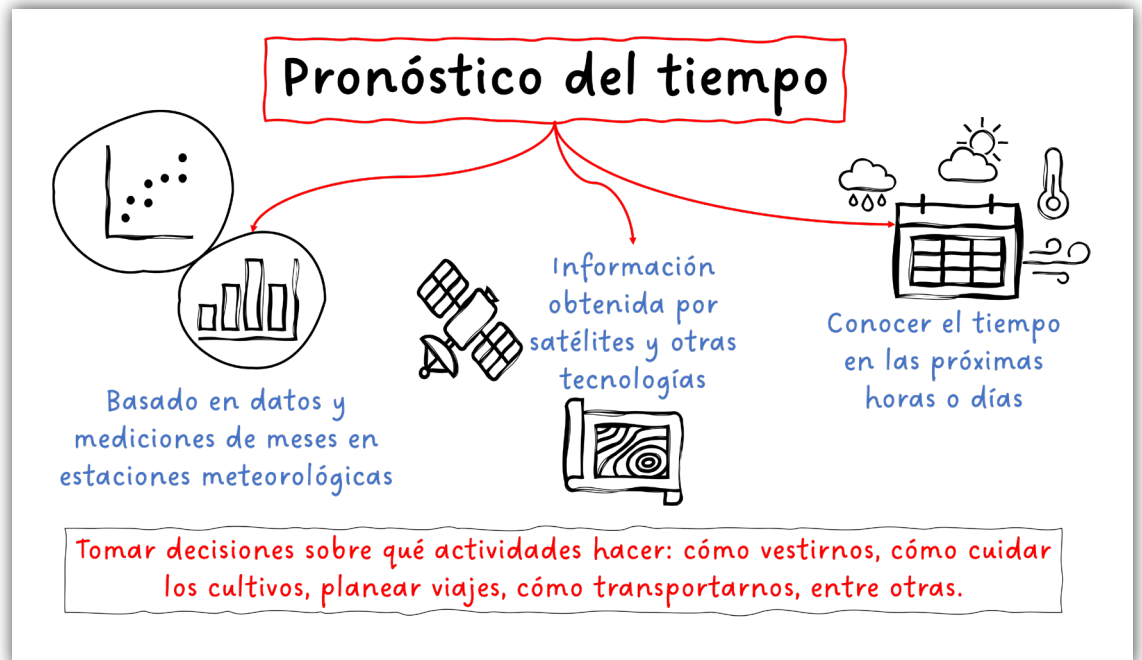 Pronóstico del tiempo
Basado en datos y
mediciones de meses en
estaciones meteorológicas
Información
obtenida por
satélites y otras
tecnologías
Conocer el tiempo
en las próximas
horas o días
Tomar decisiones sobre qué actividades hacer: cómo vestirnos, cómo cuidar
los cultivos, planear viajes, cómo transportarnos, entre otras.